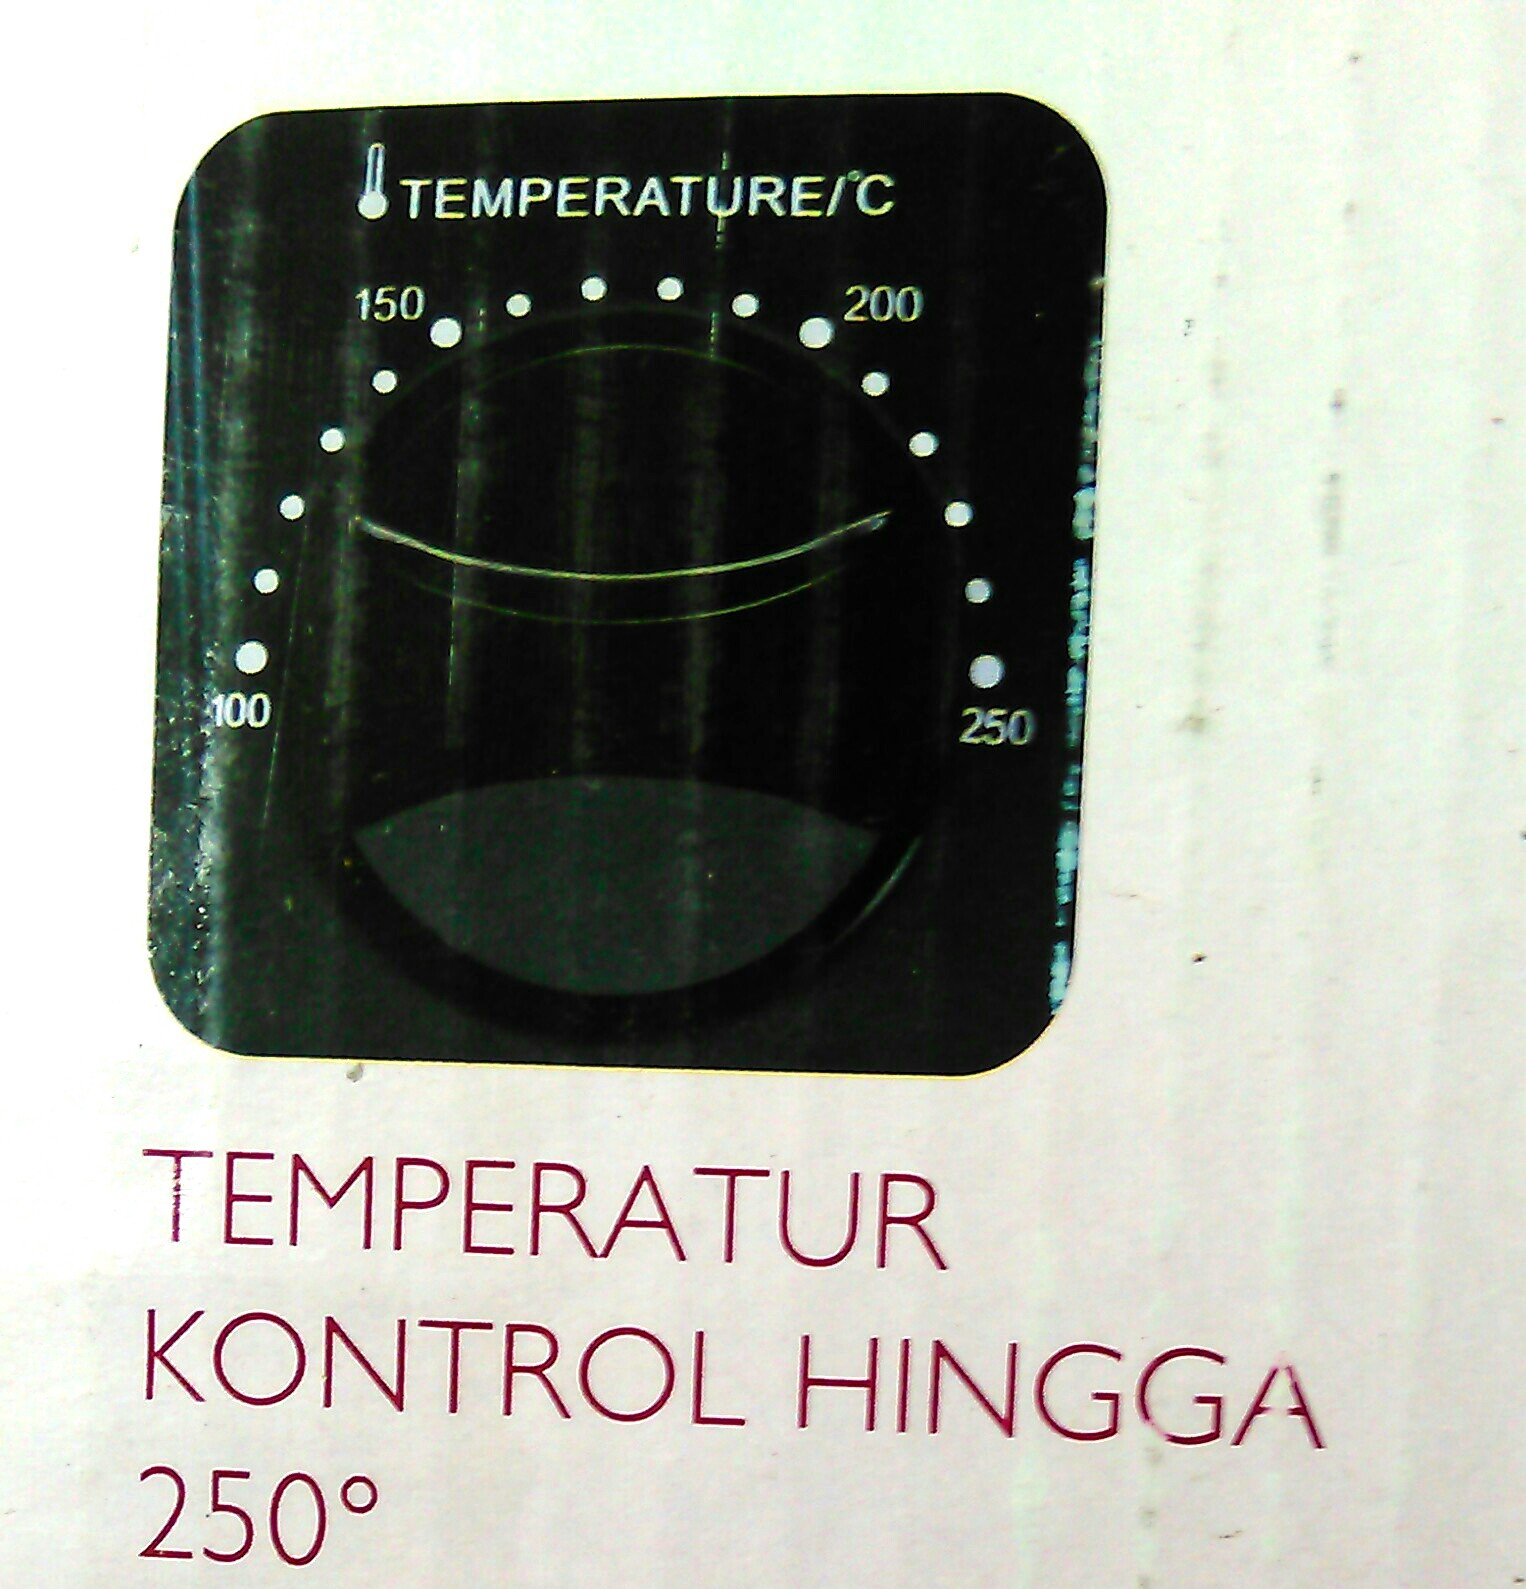 TEMPERATURE/°C
150 200
100 250
TEMPERATUR
KONTROL HINGGA
250°